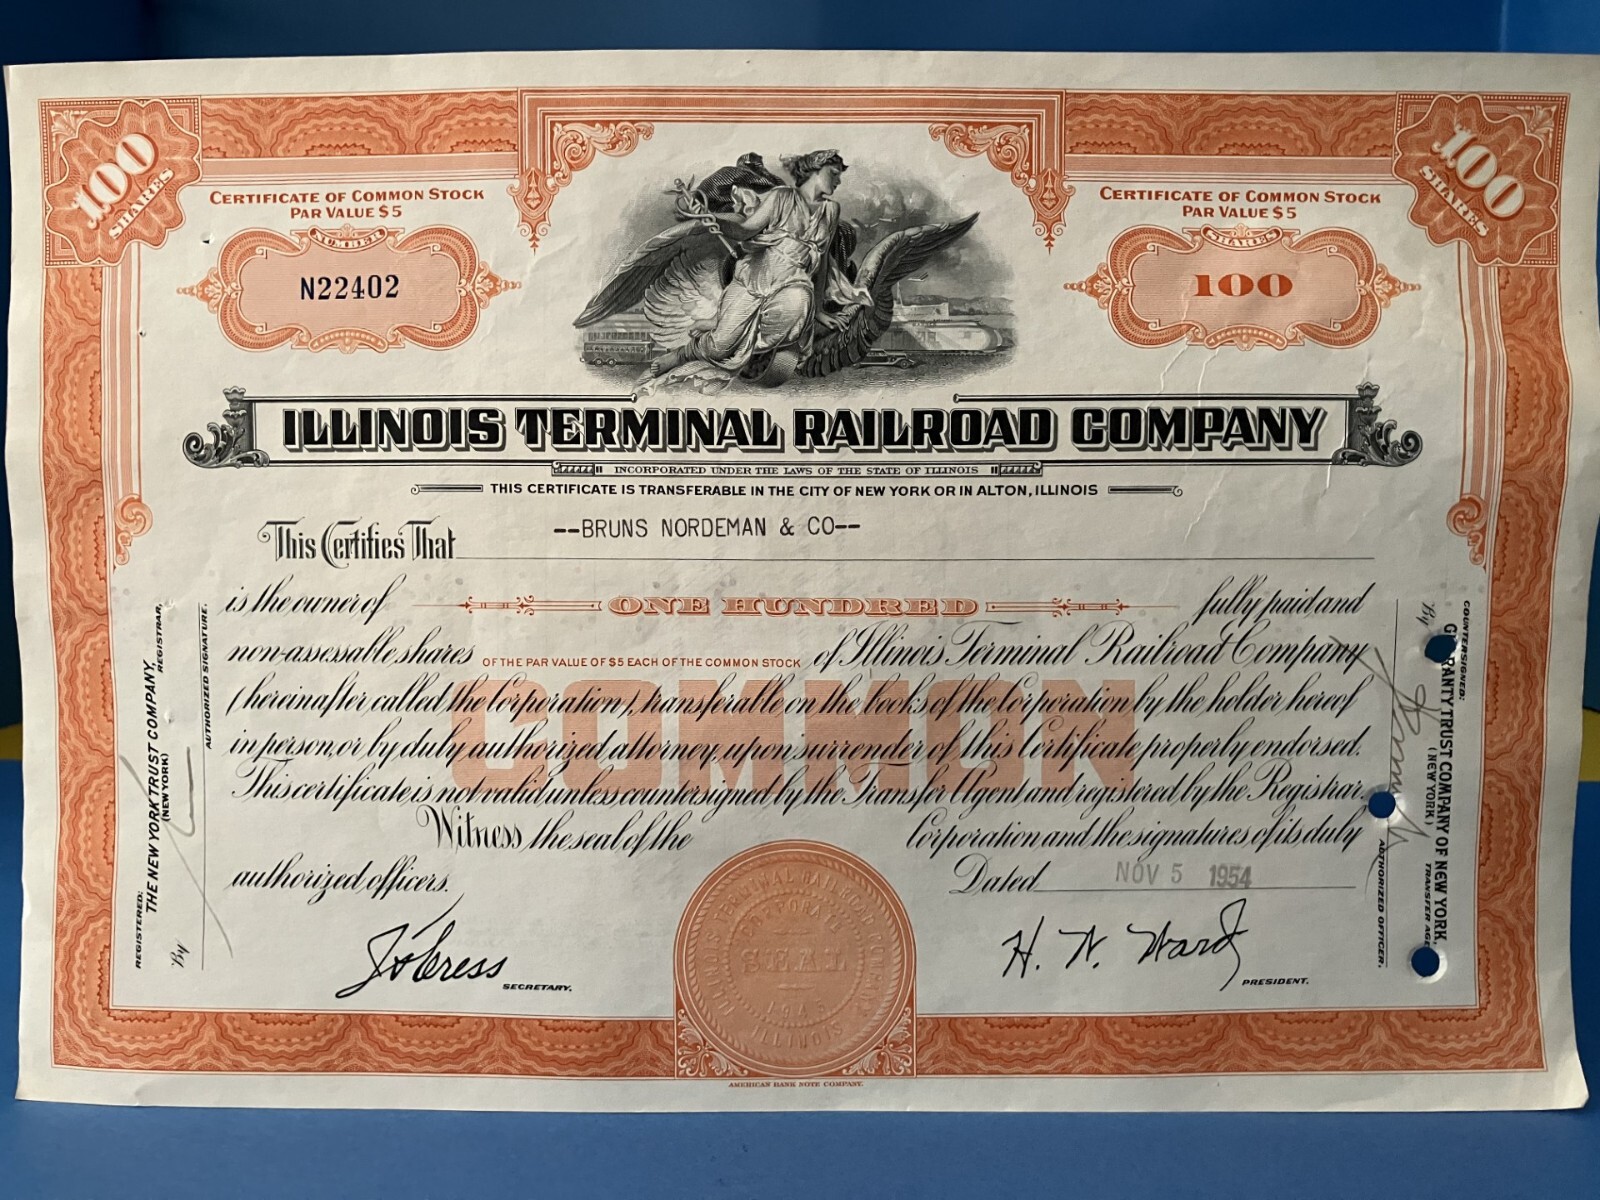 100 SHARES
100 SHARES
CERTIFICATE OF COMMON STOCK
PAR VALUE $5
CERTIFICATE OF COMMON STOCK
PAR VALUE $5
NUMBER
N22402
SHARES
100
ILLINOIS TERMINAL RAILROAD COMPANY
INCORPORATED UNDER THE LAWS OF THE STATE OF ILLINOIS
THIS CERTIFICATE IS TRANSFERABLE IN THE CITY OF NEW YORK OR IN ALTON, ILLINOIS
This Certifies That --BRUNS NORDEMAN & CO--
is the owner of ONE HUNDRED fully paid and
non-assessable shares OF THE PAR VALUE OF $5 EACH OF THE COMMON STOCK of Illinois Terminal Railroad Company
(hereinafter called the Corporation), transferable on the books of the Corporation by the holder hereof
in person, or by duly authorized attorney, upon surrender of this Certificate properly endorsed.
This certificate is not valid unless countersigned by the Transfer Agent and registered by the Registrar.
COMMON
Witness the seal of the Corporation and the signatures of its duly
authorized officers.
Dated NOV 5 1954
SECRETARY.
H. W. Ward
PRESIDENT.
SEAL
ILLINOIS
REGISTERED:
THE NEW YORK TRUST COMPANY,
(NEW YORK) REGISTRAR,
By
AUTHORIZED SIGNATURE.
COUNTERSIGNED:
TRUST COMPANY OF NEW YORK,
(NEW YORK) TRANSFER
By
AUTHORIZED OFFICER.
AMERICAN BANK NOTE COMPANY.